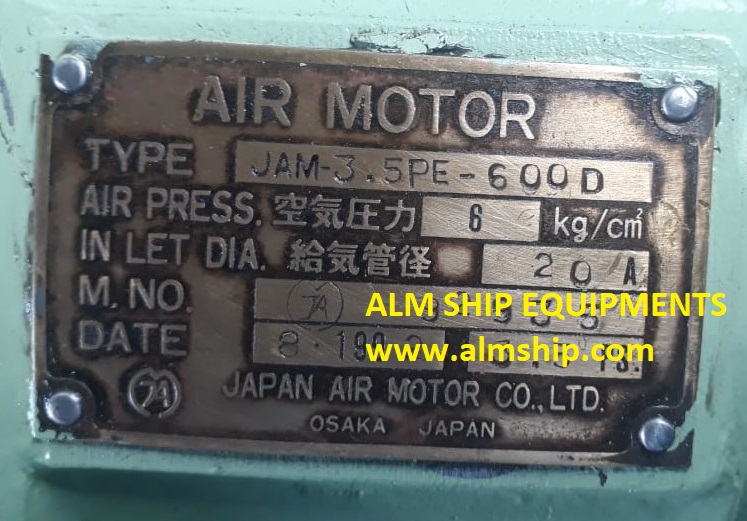 AIR MOTOR
TYPE JAM-3.5PE-600D
AIR PRESS. 空気圧力 6 kg/cm²
IN LET DIA. 給気管径 20 A.
M. NO.
ALM SHIP EQUIPMENTS
DATE
www.almship.com
JAPAN AIR MOTOR CO., LTD.
OSAKA JAPAN